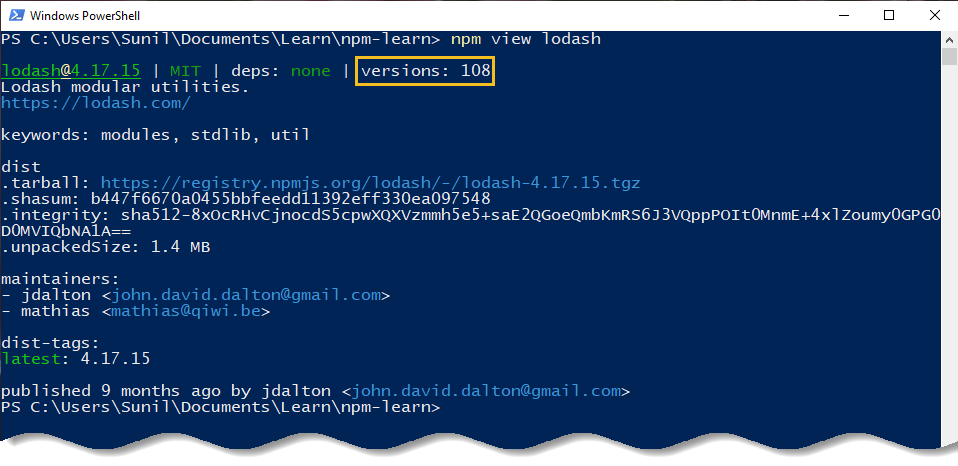 Windows PowerShell
PS C:\Users\Sunil\Documents\Learn\npm-learn> npm view lodash
lodash@4.17.15 | MIT | deps: none | versions: 108
Lodash modular utilities.
https://lodash.com/
keywords: modules, stdlib, util
dist
.tarball: https://registry.npmjs.org/lodash/-/lodash-4.17.15.tgz
.shasum: b447f6670a0455bbfeedd11392eff330ea097548
.integrity: sha512-8xOcRHvCjnocdS5cpwXQXVzmmh5e5+saE2QGoeQmbKmRS6J3VQppPOIt0MnmE+4xlZoumy0GPG0
D0MVIQbNA1A==
.unpackedSize: 1.4 MB
maintainers:
- jdalton <john.david.dalton@gmail.com>
- mathias <mathias@qiwi.be>
dist-tags:
latest: 4.17.15
published 9 months ago by jdalton <john.david.dalton@gmail.com>
PS C:\Users\Sunil\Documents\Learn\npm-learn>